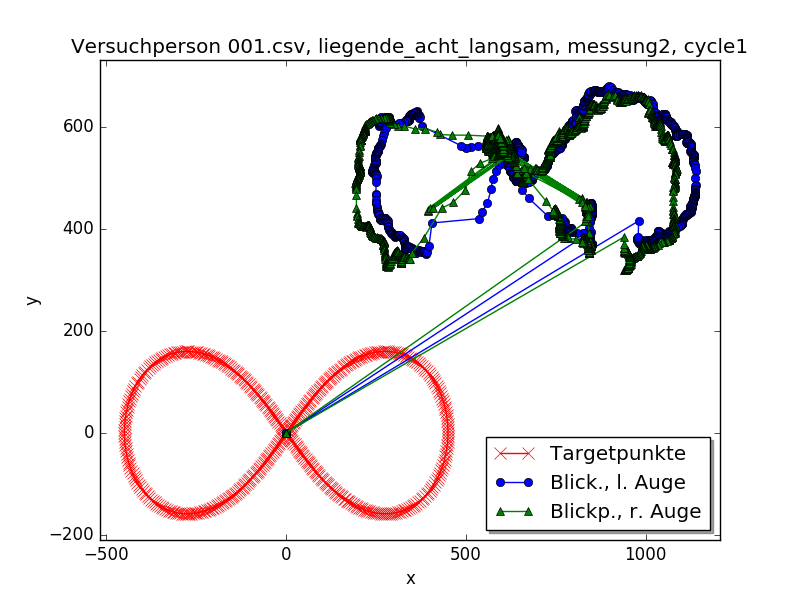 Versuchperson 001.csv, liegende_acht_langsam, messung2, cycle1
y
600
400
200
0
−200
−500 0 500 1000
x
Targetpunkte
Blick., l. Auge
Blickp., r. Auge